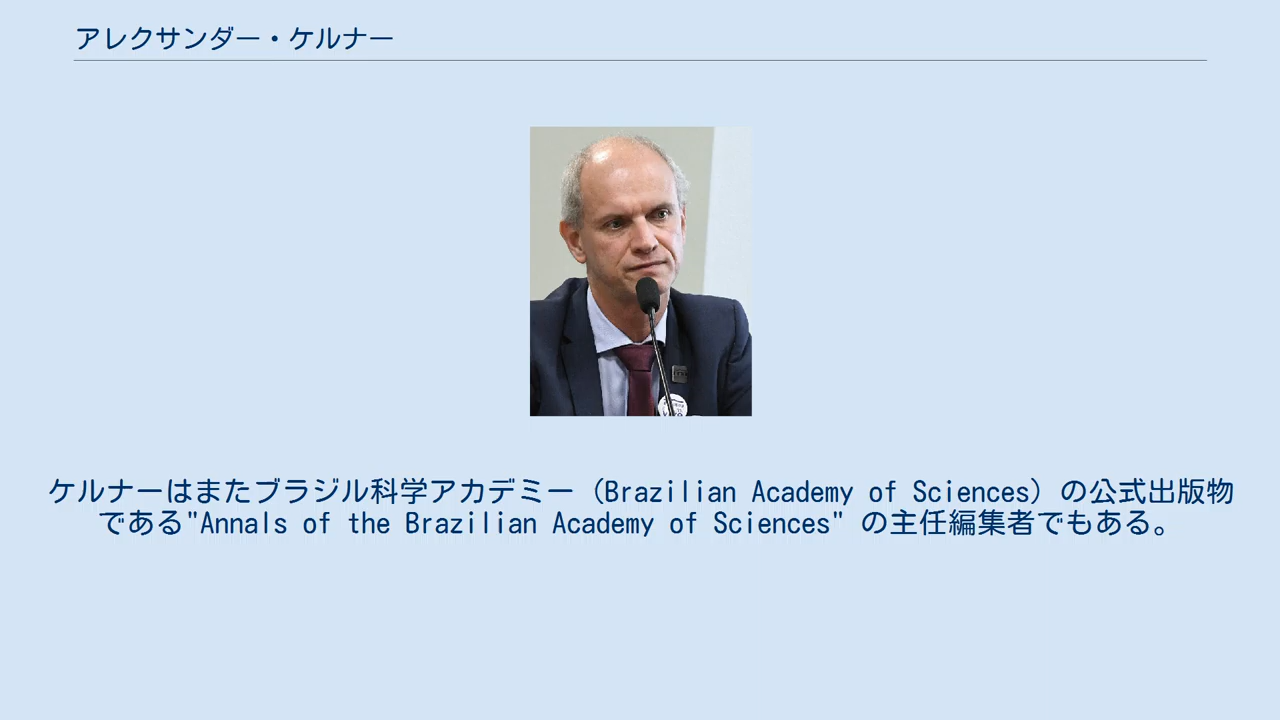 アレクサンダー・ケルナー
ケルナーはまたブラジル科学アカデミー（Brazilian Academy of Sciences）の公式出版物
である"Annals of the Brazilian Academy of Sciences" の主任編集者でもある。